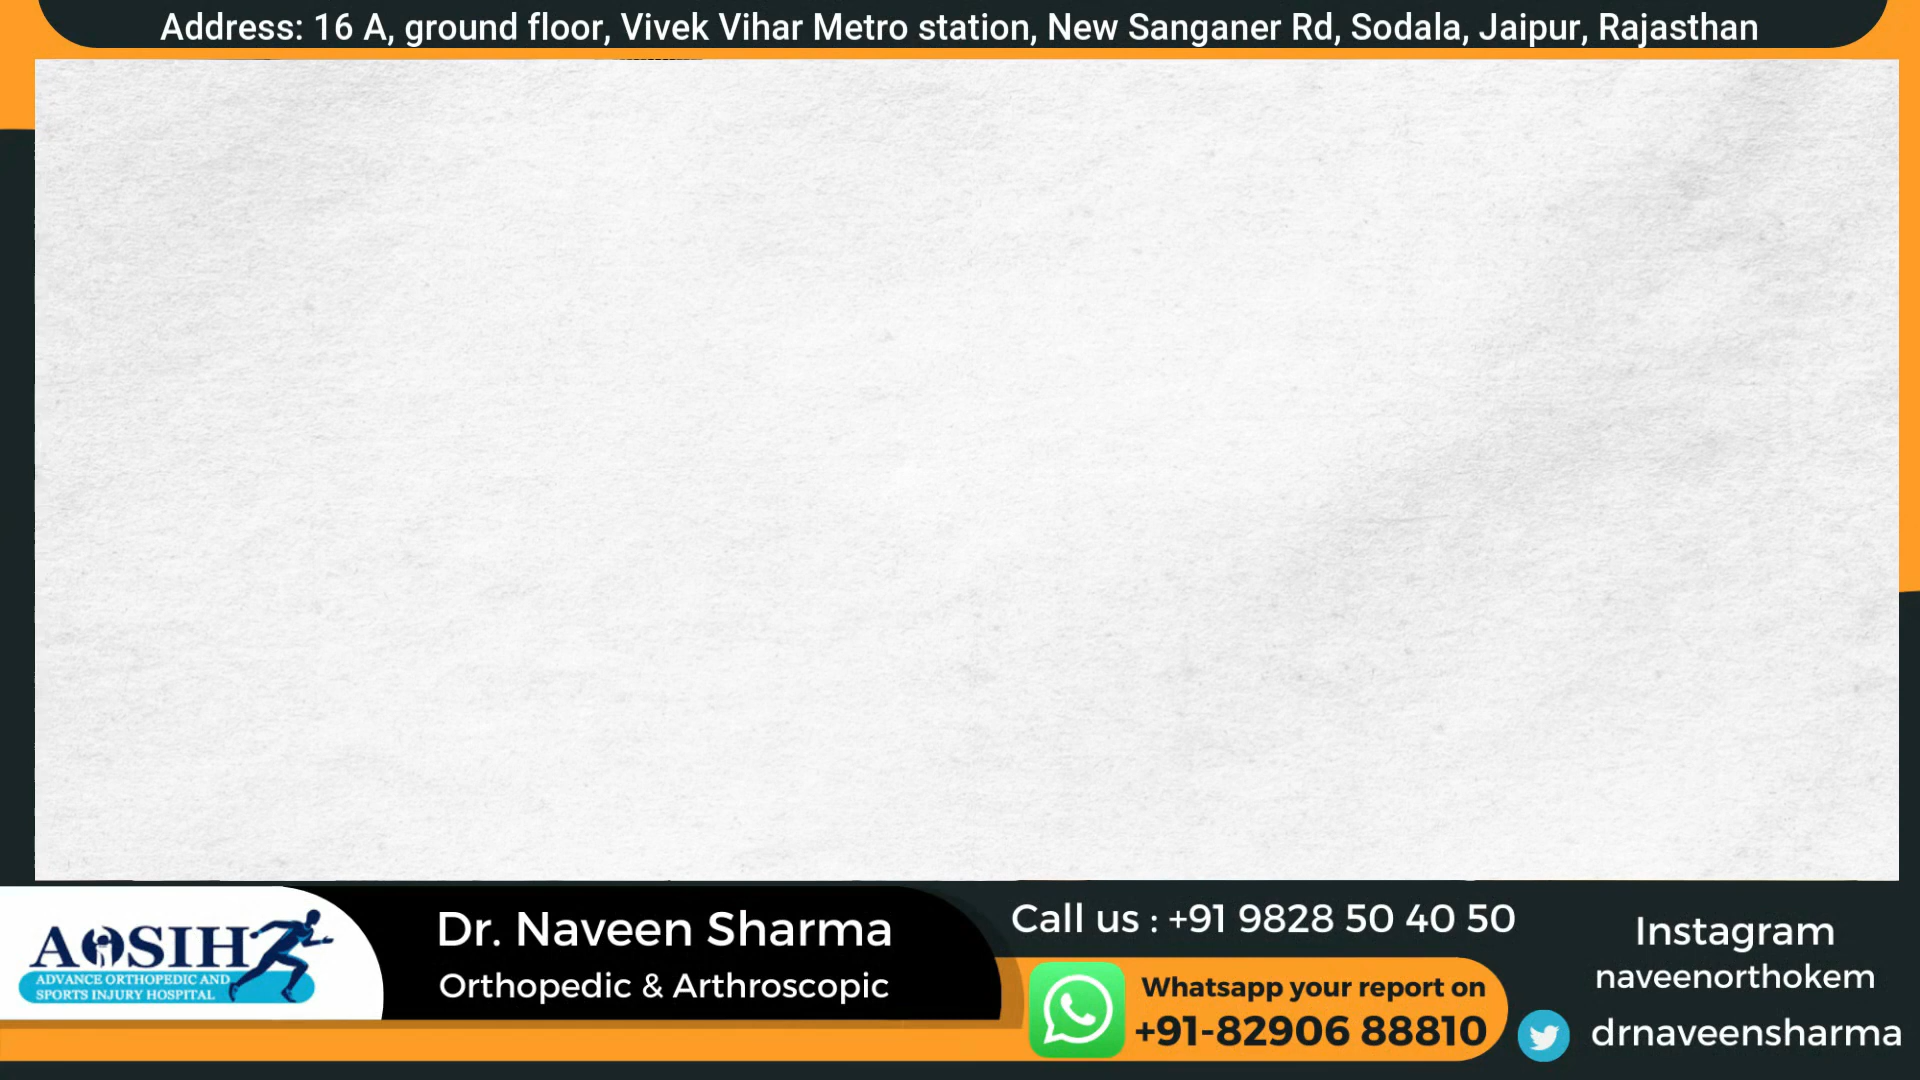 Address: 16 A, ground floor, Vivek Vihar Metro station, New Sanganer Rd, Sodala, Jaipur, Rajasthan
AOSIH
ADVANCE ORTHOPEDIC AND
SPORTS INJURY HOSPITAL
Dr. Naveen Sharma
Orthopedic & Arthroscopic
Call us : +91 9828 50 40 50
Whatsapp your report on
+91-82906 88810
Instagram
naveenorthokem
drnaveensharma